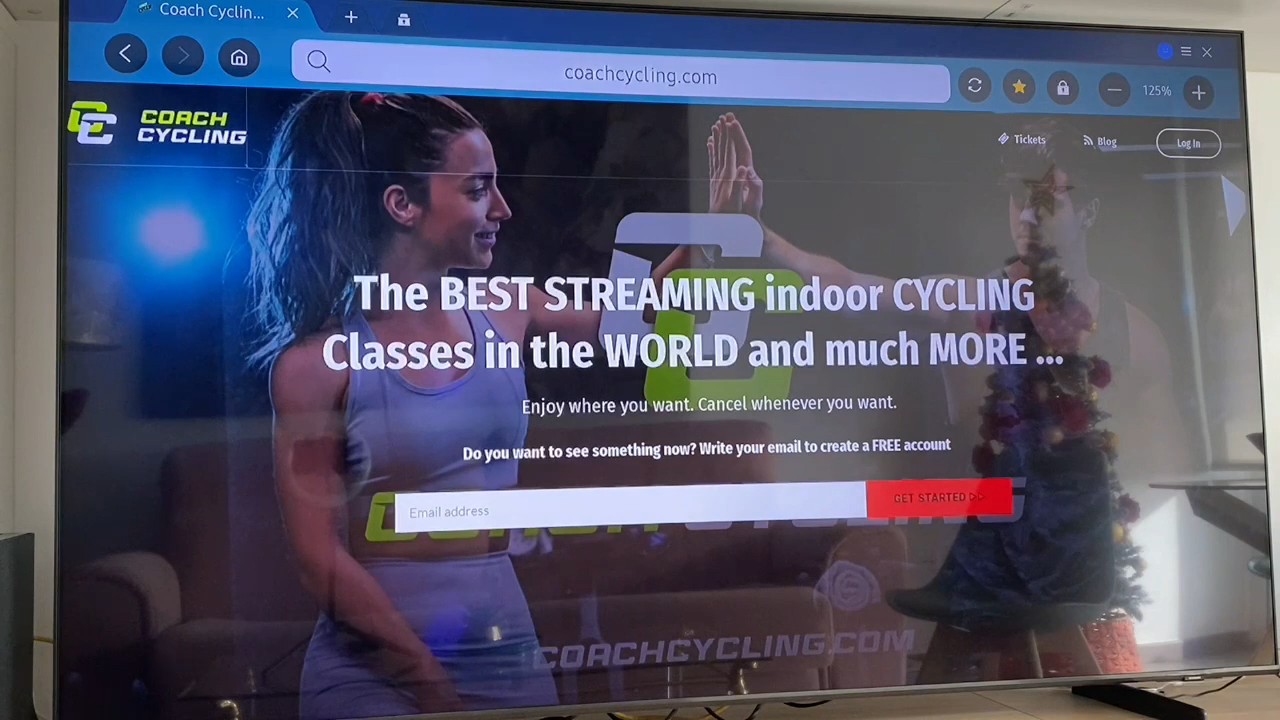 Coach Cyclin...
coachcycling.com
125%
COACH
CYCLING
Tickets
Blog
Log In
The BEST STREAMING indoor CYCLING
Classes in the WORLD and much MORE ...
Enjoy where you want. Cancel whenever you want.
Do you want to see something now? Write your email to create a FREE account
Email address
GET STARTED >>
COACH CYCLING
COACHCYCLING.COM